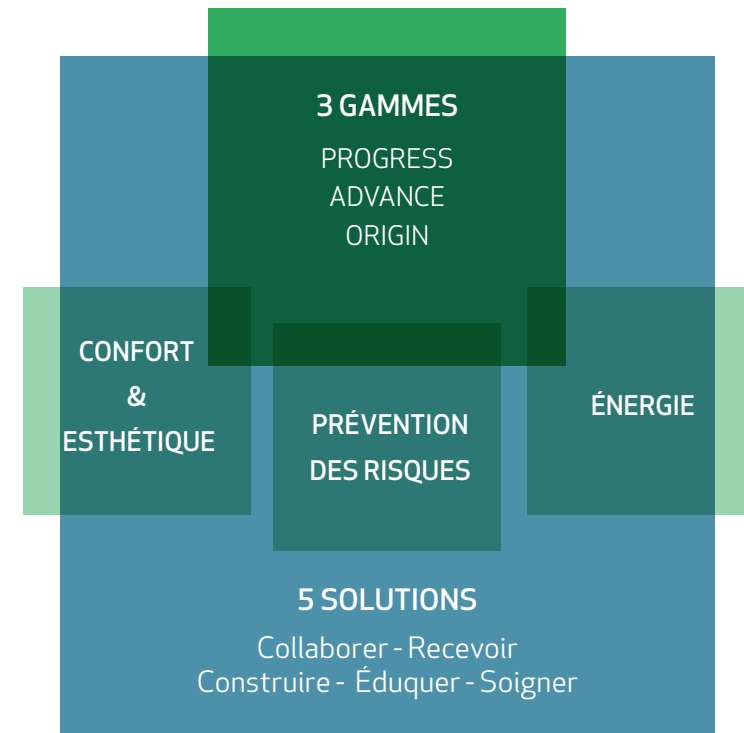 3 GAMMES
PROGRESS
ADVANCE
ORIGIN
CONFORT
&
ESTHÉTIQUE
PRÉVENTION
DES RISQUES
ÉNERGIE
5 SOLUTIONS
Collaborer - Recevoir
Construire - Éduquer - Soigner